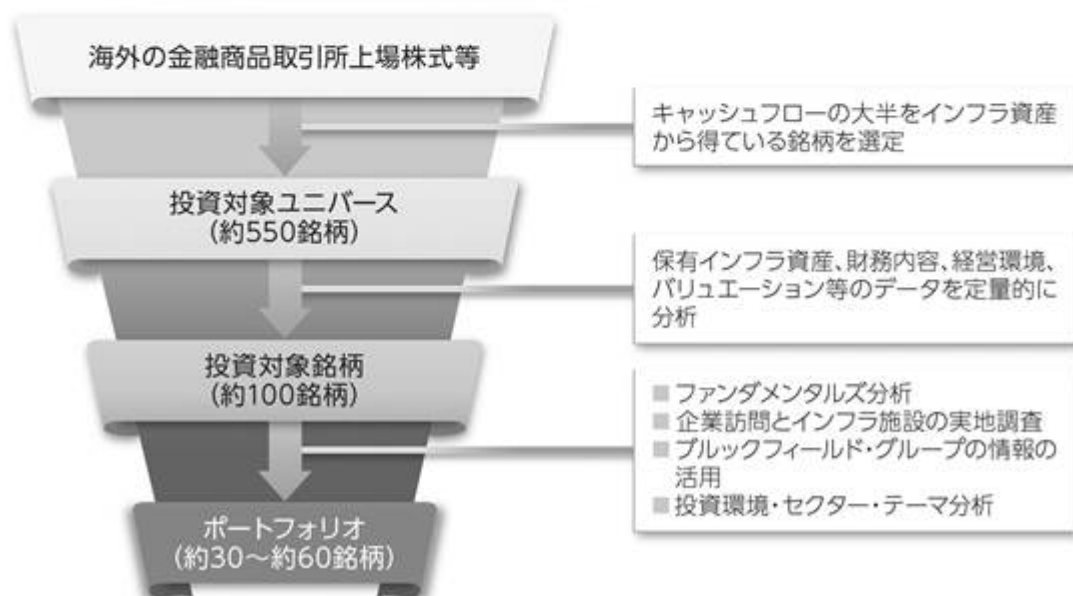 海外の金融商品取引所上場株式等
キャッシュフローの大半をインフラ資産
から得ている銘柄を選定
投資対象ユニバース
(約550銘柄)
保有インフラ資産、財務内容、経営環境、
バリュエーション等のデータを定量的に
分析
投資対象銘柄
(約100銘柄)
■ファンダメンタルズ分析
■企業訪問とインフラ施設の実地調査
■ブルックフィールド・グループの情報の
活用
■投資環境・セクター・テーマ分析
ポートフォリオ
(約30～約60銘柄)